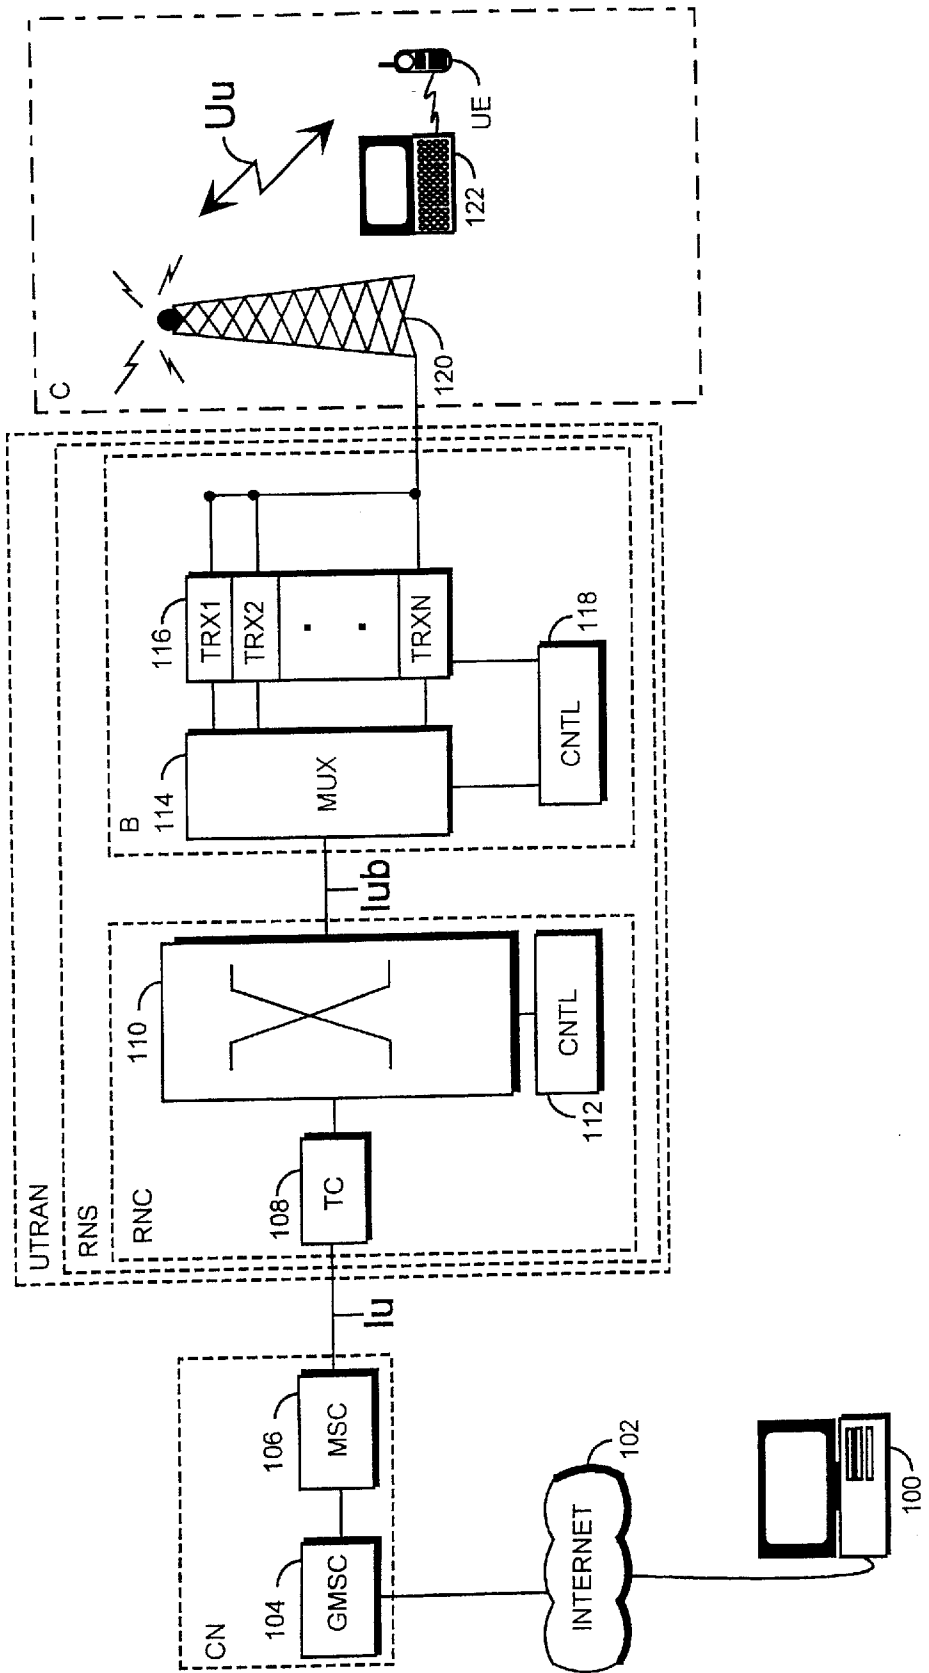 UTRAN
RNS
RNC
B
C
CN
104
GMSC
106
MSC
Iu
108
TC
110
CNTL
112
Iub
114
MUX
116
TRX1
TRX2
TRXN
CNTL
118
120
Uu
122
UE
INTERNET
102
100